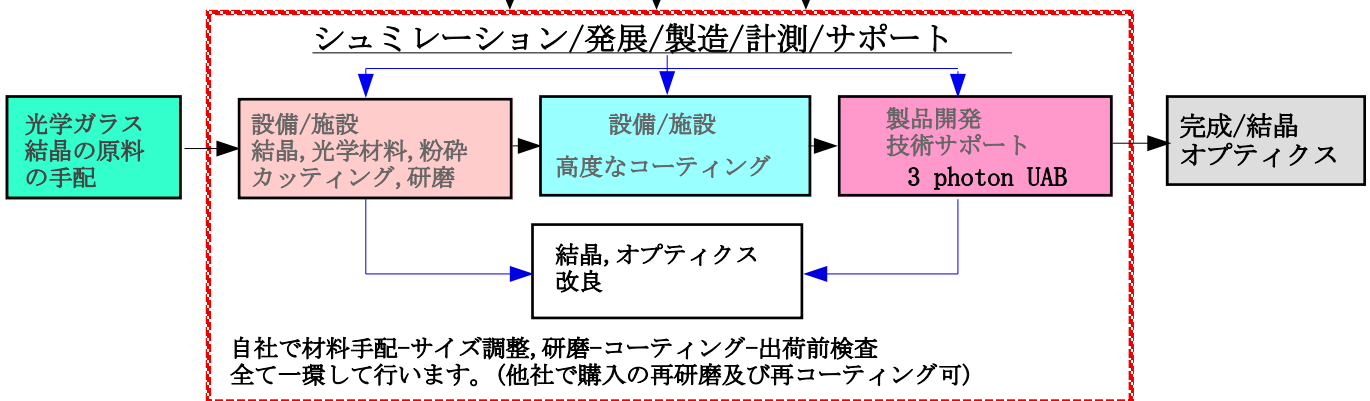 シュミレーション/発展/製造/計測/サポート
光学ガラス
結晶の原料
の手配
設備/施設
結晶,光学材料,粉砕
カッティング,研磨
設備/施設
高度なコーティング
製品開発
技術サポート
3 photon UAB
完成/結晶
オプティクス
結晶,オプティクス
改良
自社で材料手配-サイズ調整,研磨-コーティング-出荷前検査
全て一環して行います。(他社で購入の再研磨及び再コーティング可)